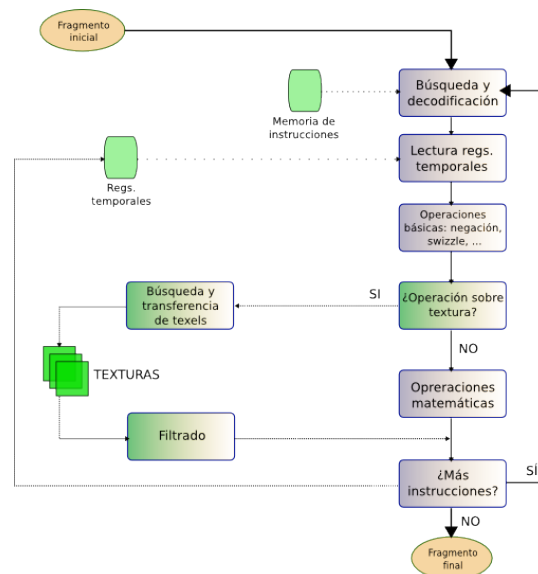 Fragmento
inicial
Búsqueda y
decodificación
Memoria de
instrucciones
Lectura regs.
temporales
Regs.
temporales
Operaciones
básicas: negación,
swizzle, ...
Búsqueda y
transferencia
de texels
SI
¿Operación sobre
textura?
NO
TEXTURAS
Opreraciones
matemáticas
Filtrado
¿Más
instrucciones?
SÍ
NO
Fragmento
final